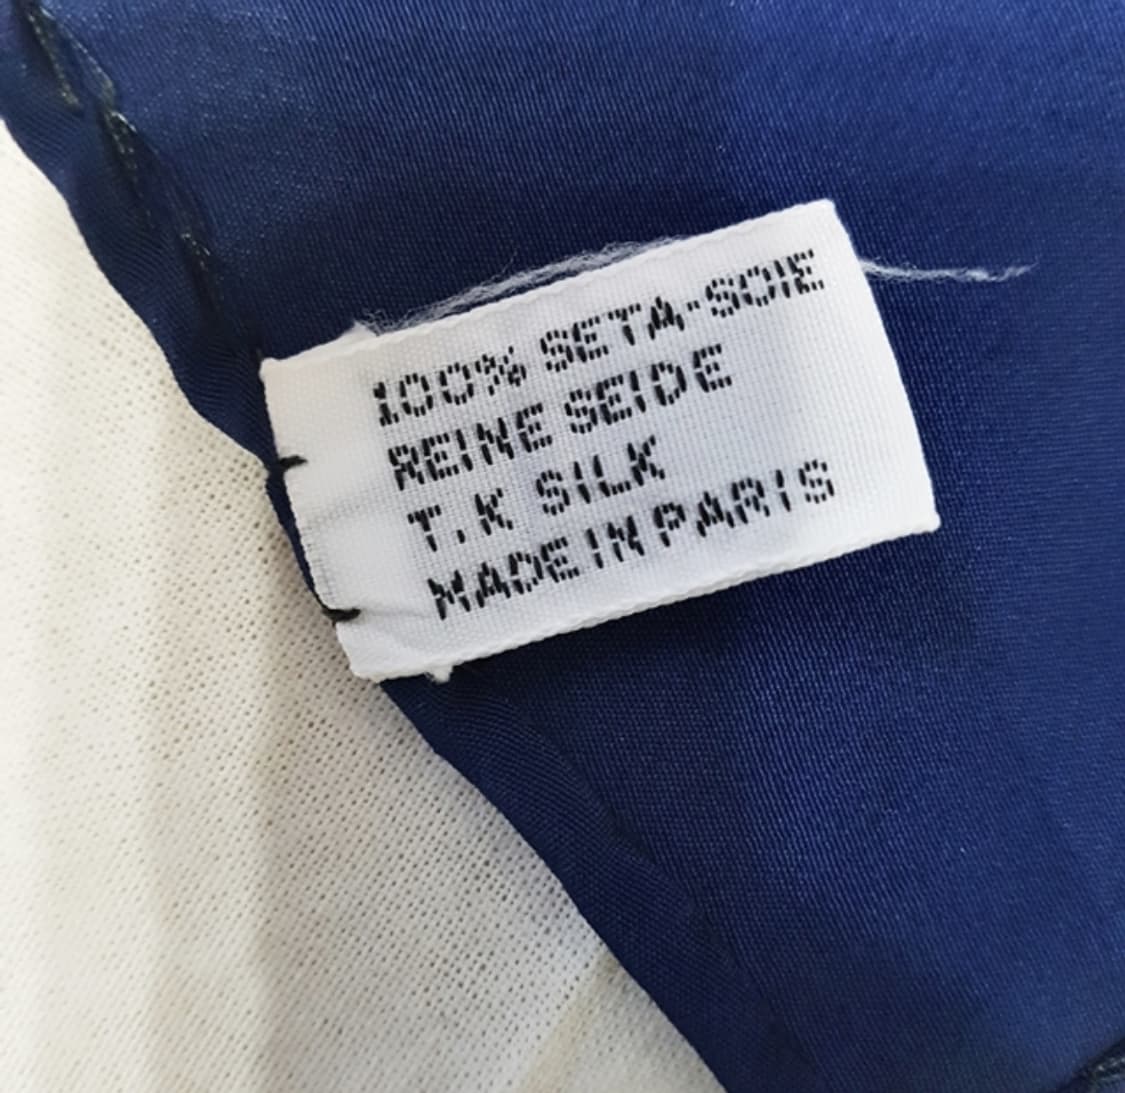 100% SETA-SOIE
REINE SEIDE
T.K SILK
MADE IN PARIS